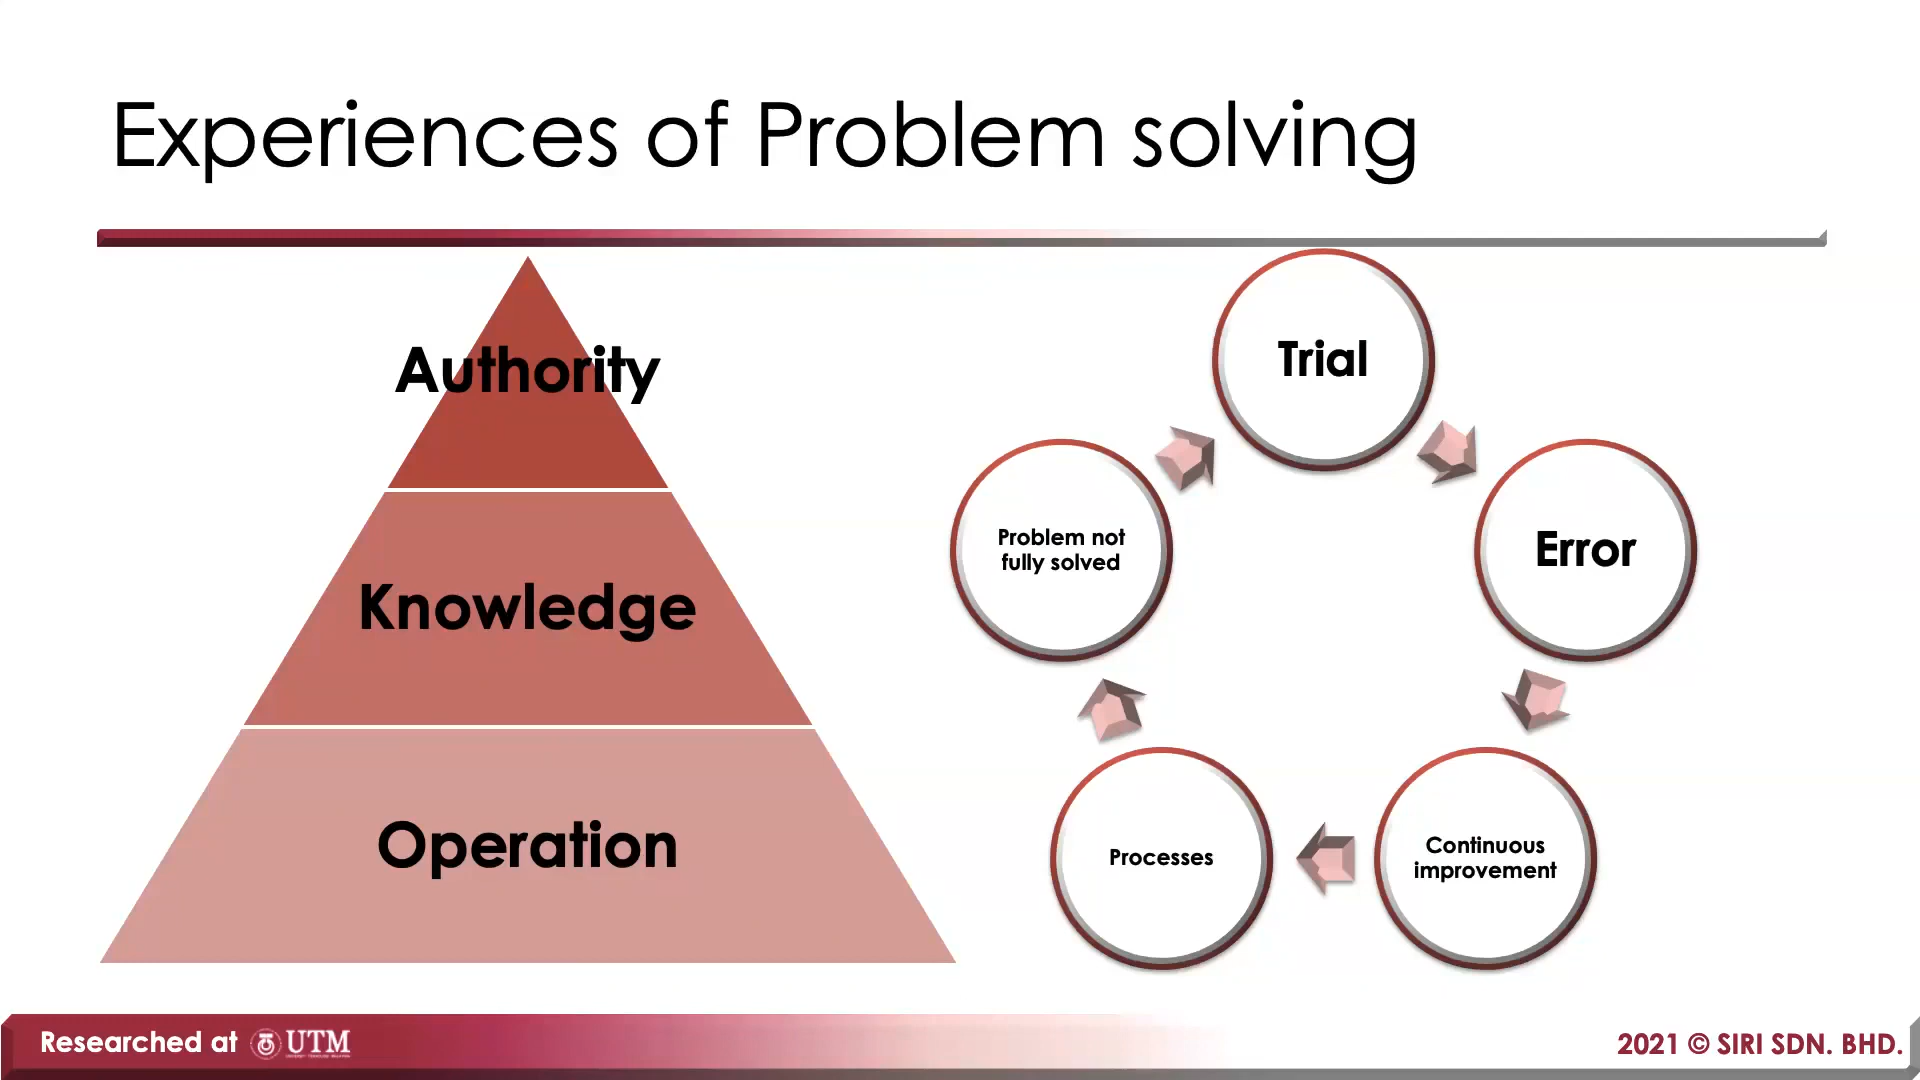 Experiences of Problem solving
Authority
Knowledge
Operation
Trial
Error
Continuous
improvement
Processes
Problem not
fully solved
Researched at UTM
2021 © SIRI SDN. BHD.